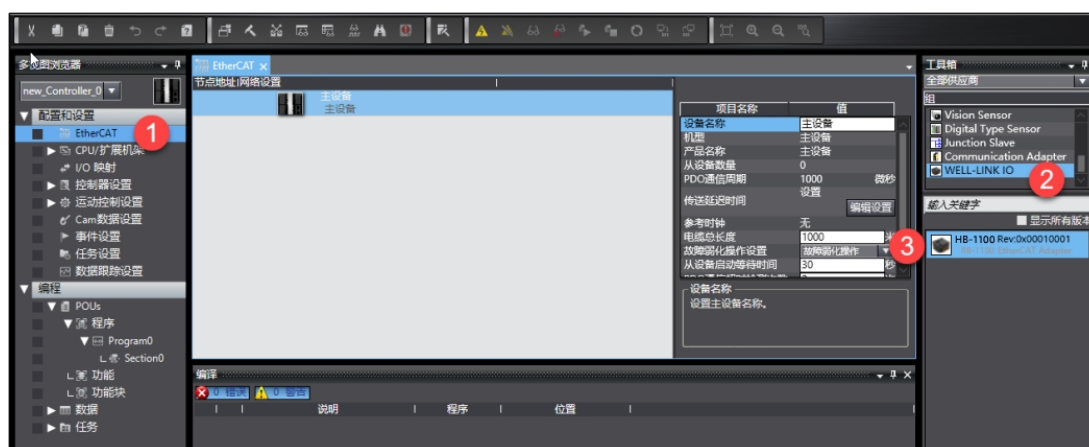 多视图浏览器
new_Controller_0
配置和设置
EtherCAT
1
CPU/扩展机架
I/O 映射
控制器设置
运动控制设置
Cam数据设置
事件设置
任务设置
数据跟踪设置
编程
POUs
程序
Program0
Section0
功能
功能块
数据
任务
EtherCAT
节点地址|网络设置
主设备
主设备
项目名称 值
设备名称 主设备
机型 主设备
产品名称 主设备
从设备数量 0
PDO通信周期 1000 微秒
传送延迟时间 设置
编辑设置
参考时钟 无
电缆总长度 1000 米
故障弱化操作设置 故障弱化操作
从设备启动等待时间 30 秒
设备名称
设置主设备名称。
编译
0 错误 0 警告
说明 程序 位置
工具箱
全部供应商
组
Vision Sensor
Digital Type Sensor
Junction Slave
Communication Adapter
WELL-LINK IO
2
输入关键字
显示所有版本
3
HB-1100 Rev:0x00010001
HB-1100 EtherCAT Adapter